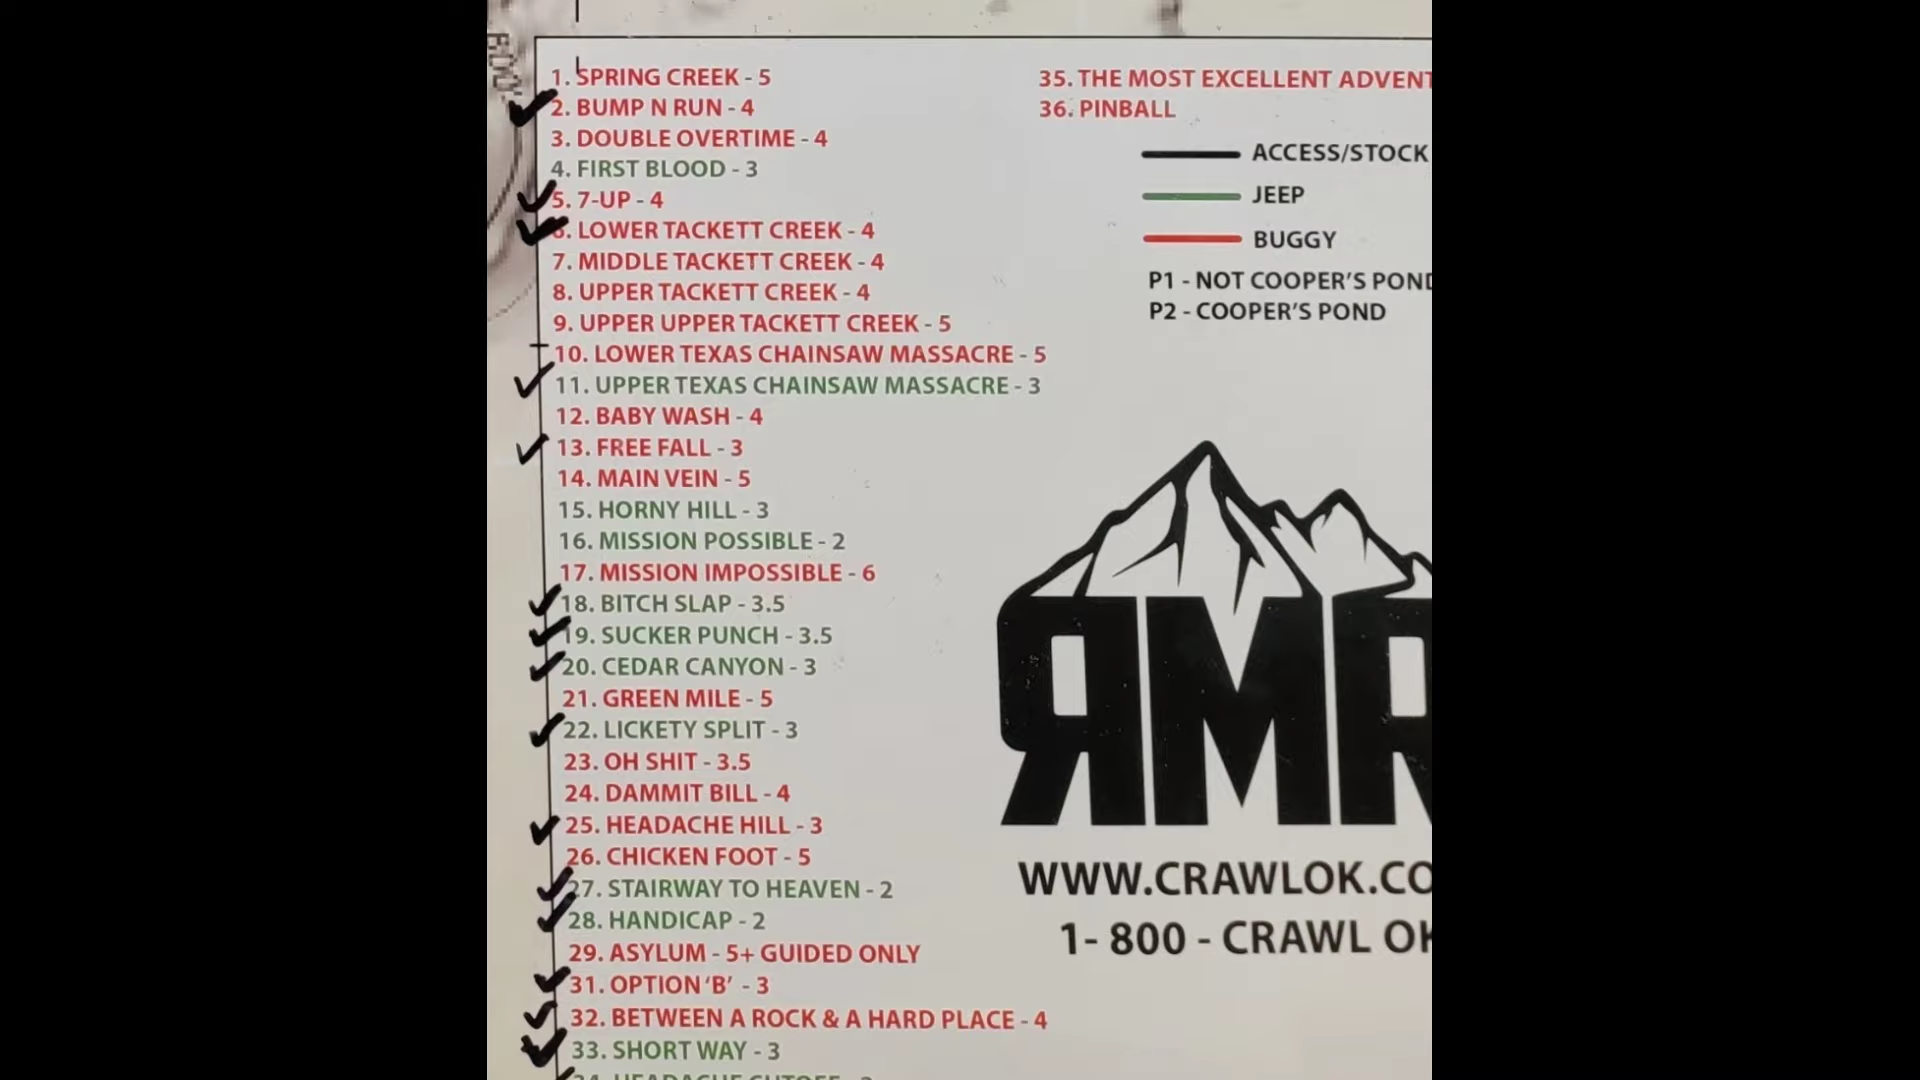 1. SPRING CREEK - 5
2. BUMP N RUN - 4
3. DOUBLE OVERTIME - 4
4. FIRST BLOOD - 3
5. 7-UP - 4
6. LOWER TACKETT CREEK - 4
7. MIDDLE TACKETT CREEK - 4
8. UPPER TACKETT CREEK - 4
9. UPPER UPPER TACKETT CREEK - 5
10. LOWER TEXAS CHAINSAW MASSACRE - 5
11. UPPER TEXAS CHAINSAW MASSACRE - 3
12. BABY WASH - 4
13. FREE FALL - 3
14. MAIN VEIN - 5
15. HORNY HILL - 3
16. MISSION POSSIBLE - 2
17. MISSION IMPOSSIBLE - 6
18. BITCH SLAP - 3.5
19. SUCKER PUNCH - 3.5
20. CEDAR CANYON - 3
21. GREEN MILE - 5
22. LICKETY SPLIT - 3
23. OH SHIT - 3.5
24. DAMMIT BILL - 4
25. HEADACHE HILL - 3
26. CHICKEN FOOT - 5
27. STAIRWAY TO HEAVEN - 2
28. HANDICAP - 2
29. ASYLUM - 5+ GUIDED ONLY
31. OPTION 'B' - 3
32. BETWEEN A ROCK & A HARD PLACE - 4
33. SHORT WAY - 3
34. HEADACHE CUTOFF
35. THE MOST EXCELLENT ADVENT
36. PINBALL
ACCESS/STOCK
JEEP
BUGGY
P1 - NOT COOPER'S POND
P2 - COOPER'S POND
RMR
WWW.CRAWLOK.CO
1- 800 - CRAWL OK